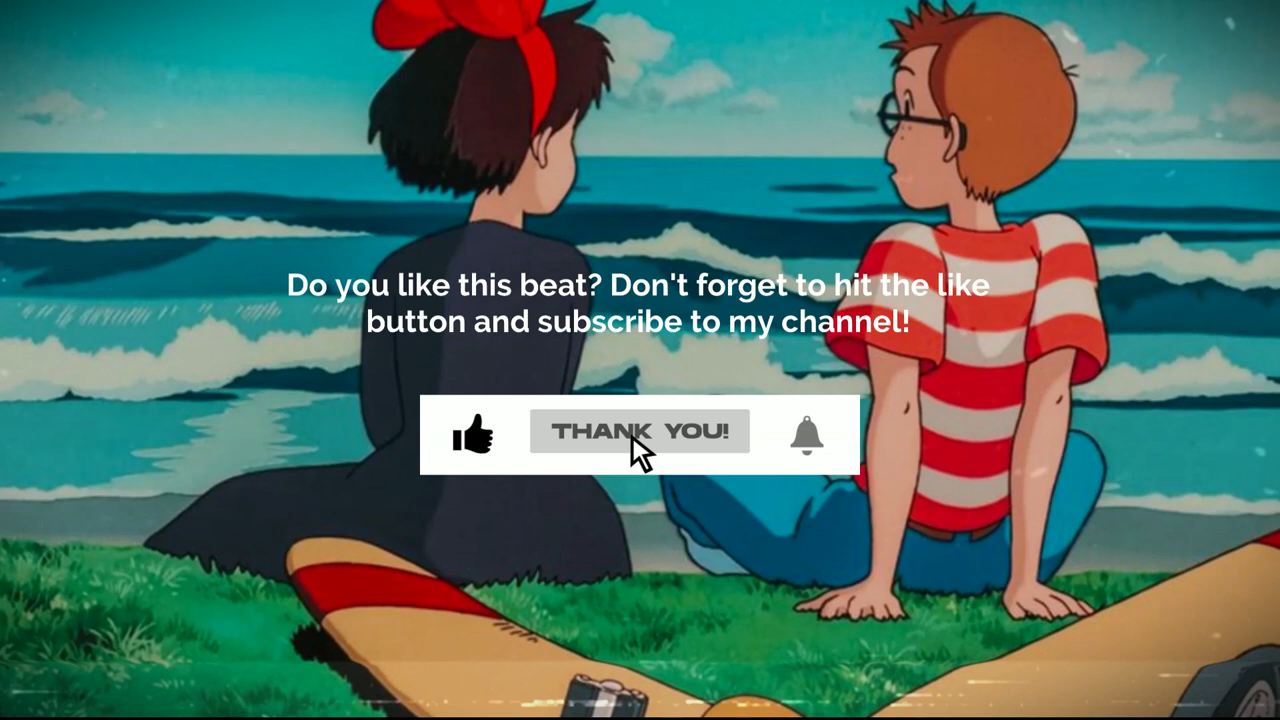 Do you like this beat? Don't forget to hit the like
button and subscribe to my channel!
THANK YOU!